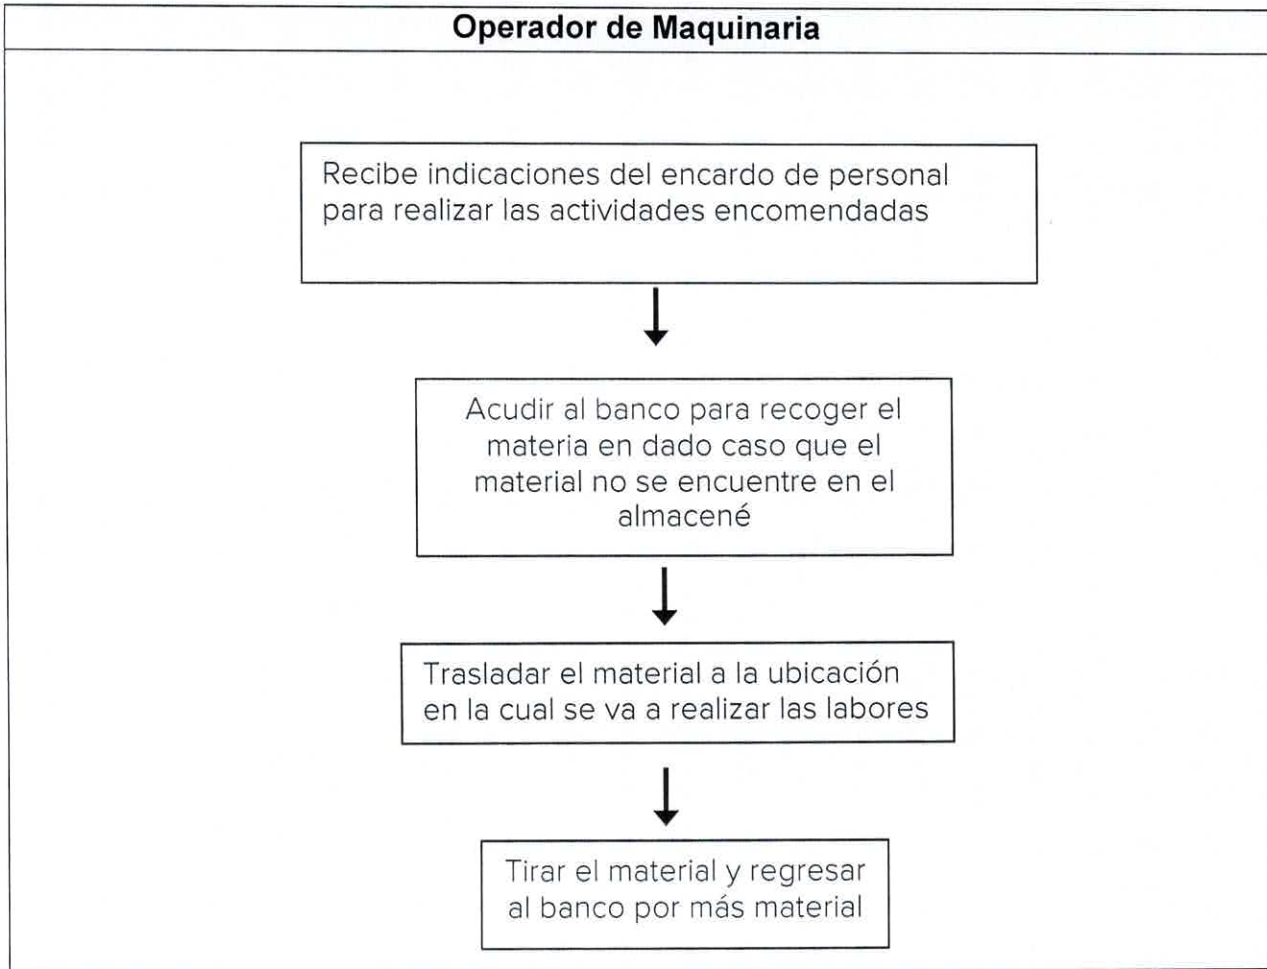 Operador de Maquinaria
Recibe indicaciones del encardo de personal
para realizar las actividades encomendadas
Acudir al banco para recoger el
materia en dado caso que el
material no se encuentre en el
almacené
Trasladar el material a la ubicación
en la cual se va a realizar las labores
Tirar el material y regresar
al banco por más material